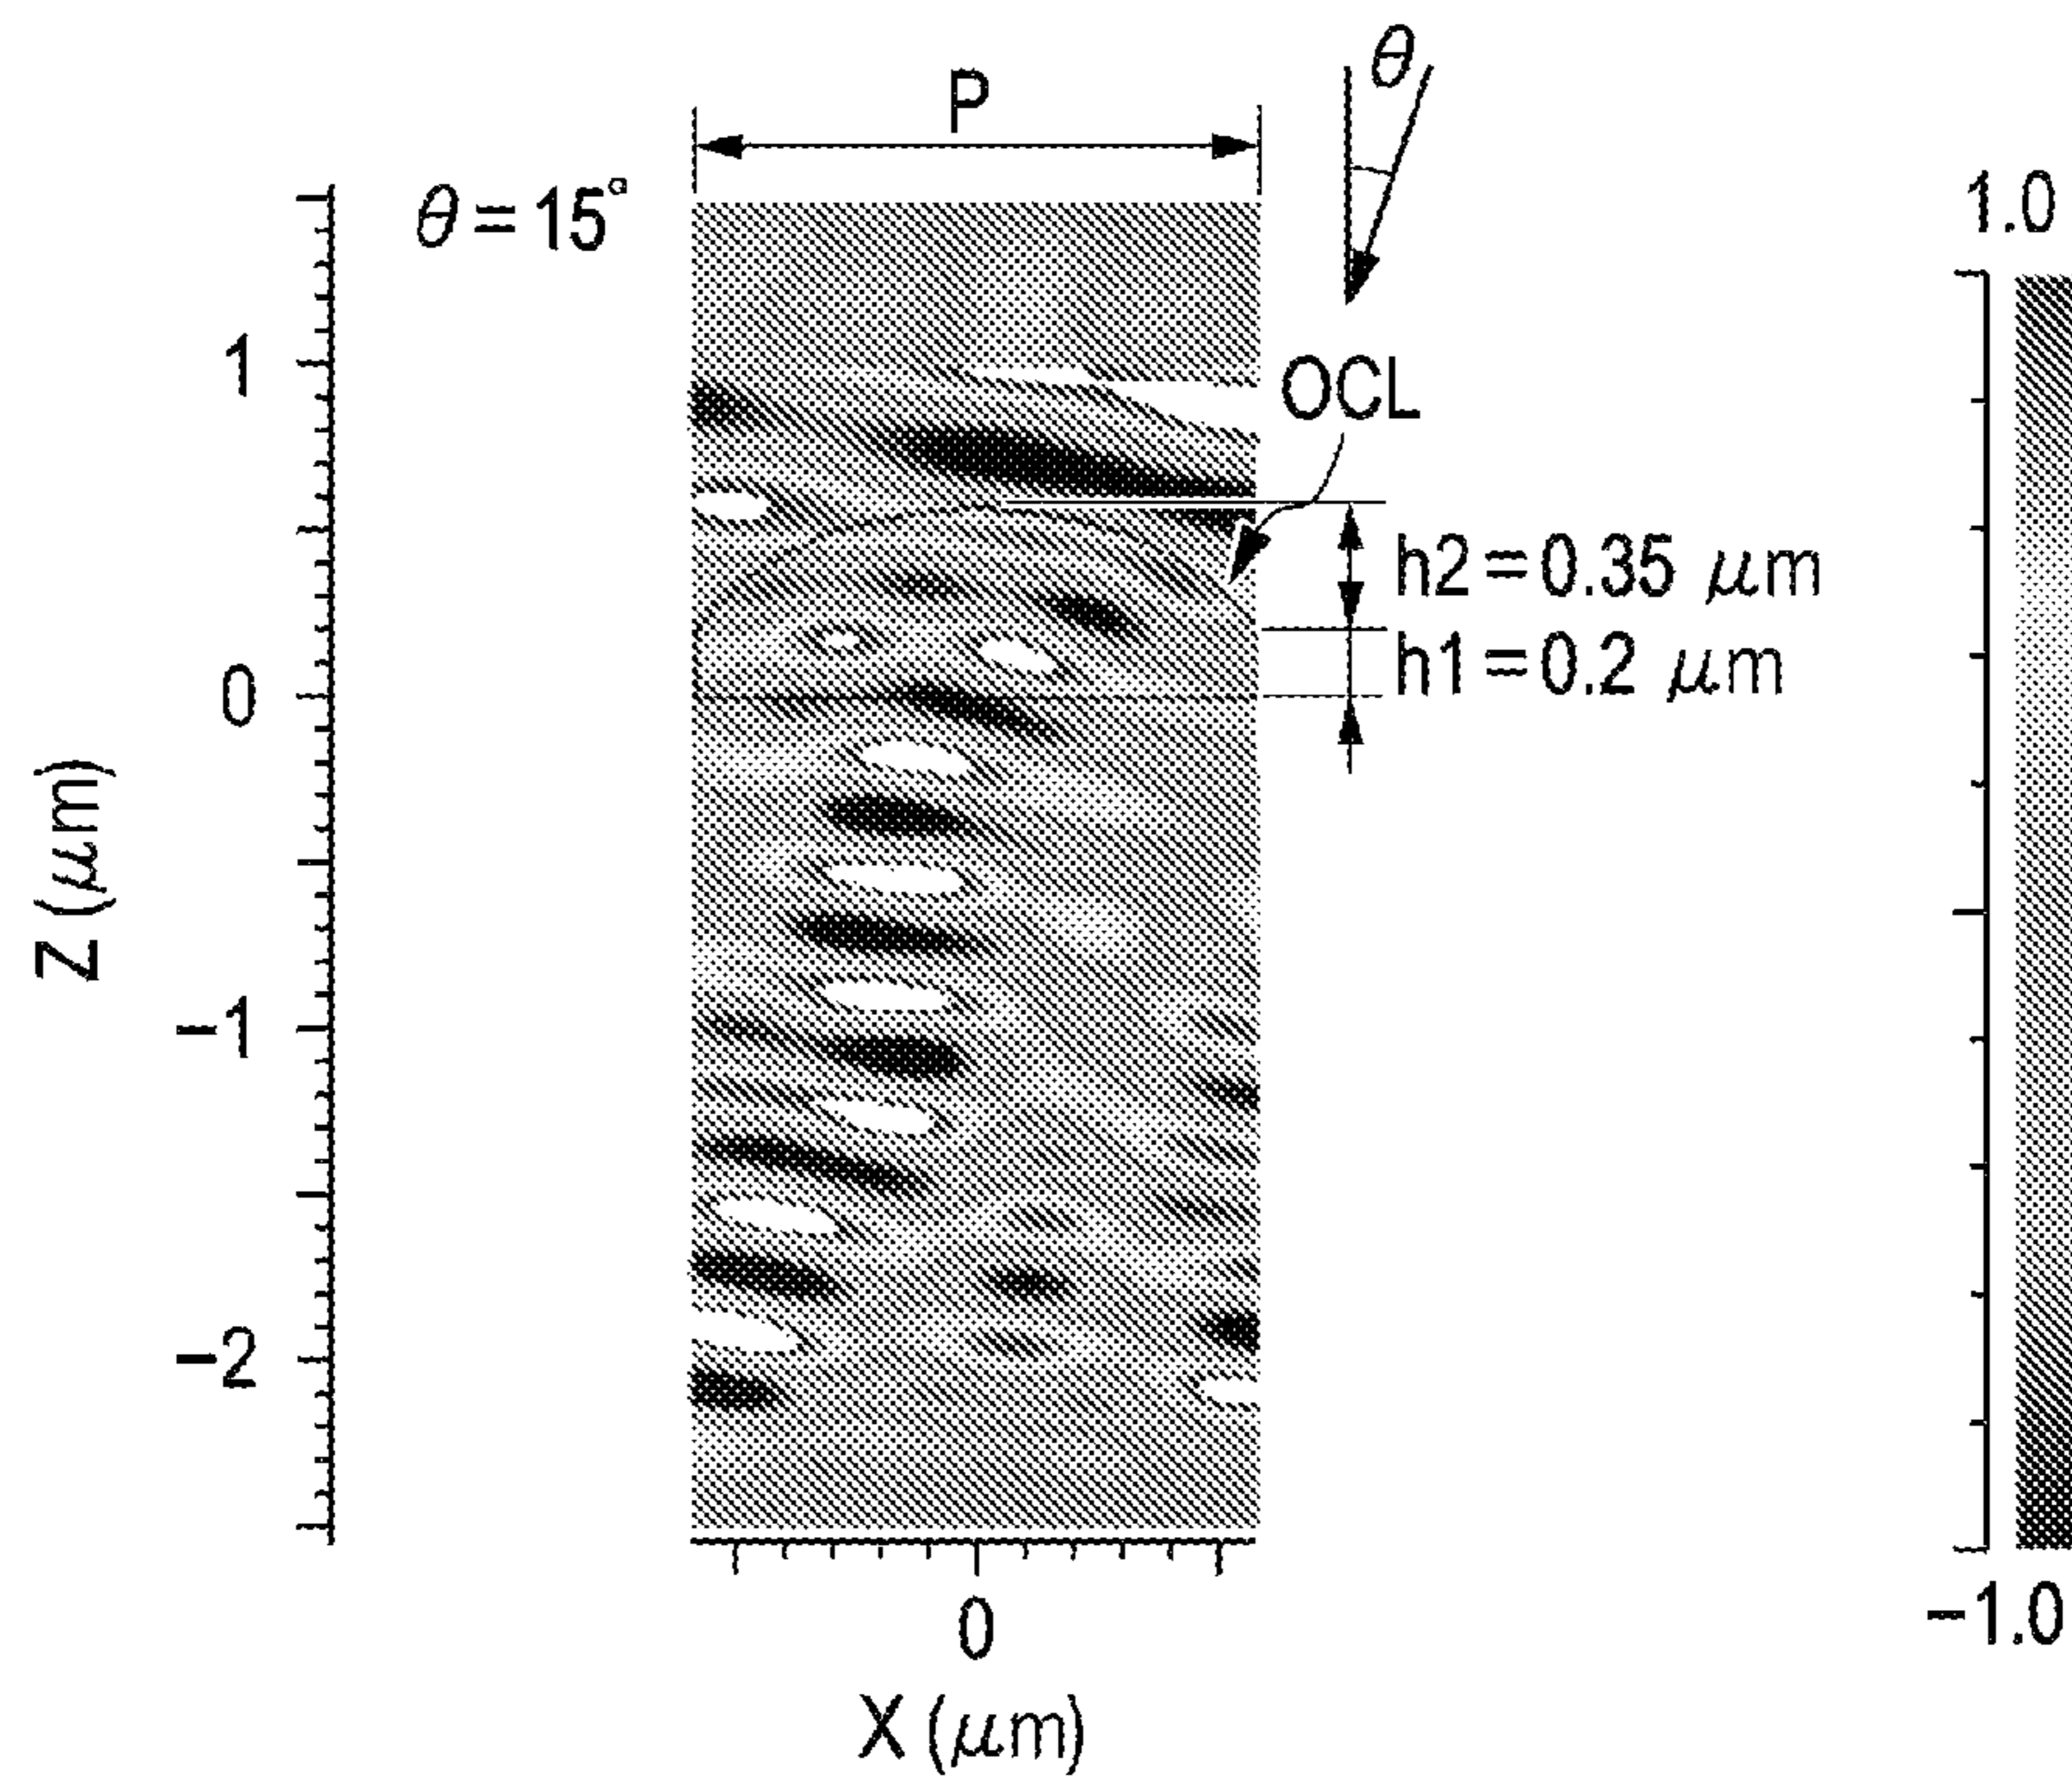 θ
P
θ = 15°
1.0
1
OCL
h2 = 0.35 μm
h1 = 0.2 μm
0
Z (μm)
-1
-2
-1.0
0
X (μm)